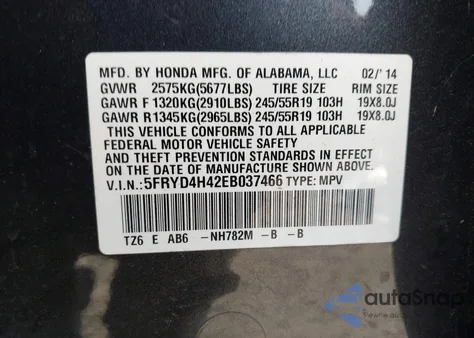 MFD. BY HONDA MFG. OF ALABAMA, LLC 02/'14
GVWR 2575KG(5677LBS) TIRE SIZE RIM SIZE
GAWR F 1320KG(2910LBS) 245/55R19 103H 19X8.0J
GAWR R 1345KG(2965LBS) 245/55R19 103H 19X8.0J
THIS VEHICLE CONFORMS TO ALL APPLICABLE
FEDERAL MOTOR VEHICLE SAFETY
AND THEFT PREVENTION STANDARDS IN EFFECT ON
THE DATE OF MANUFACTURE SHOWN ABOVE.
V.I.N.: 5FRYD4H42EB037466 TYPE: MPV
TZ6 E AB6 -NH782M -B -B
autoSnap